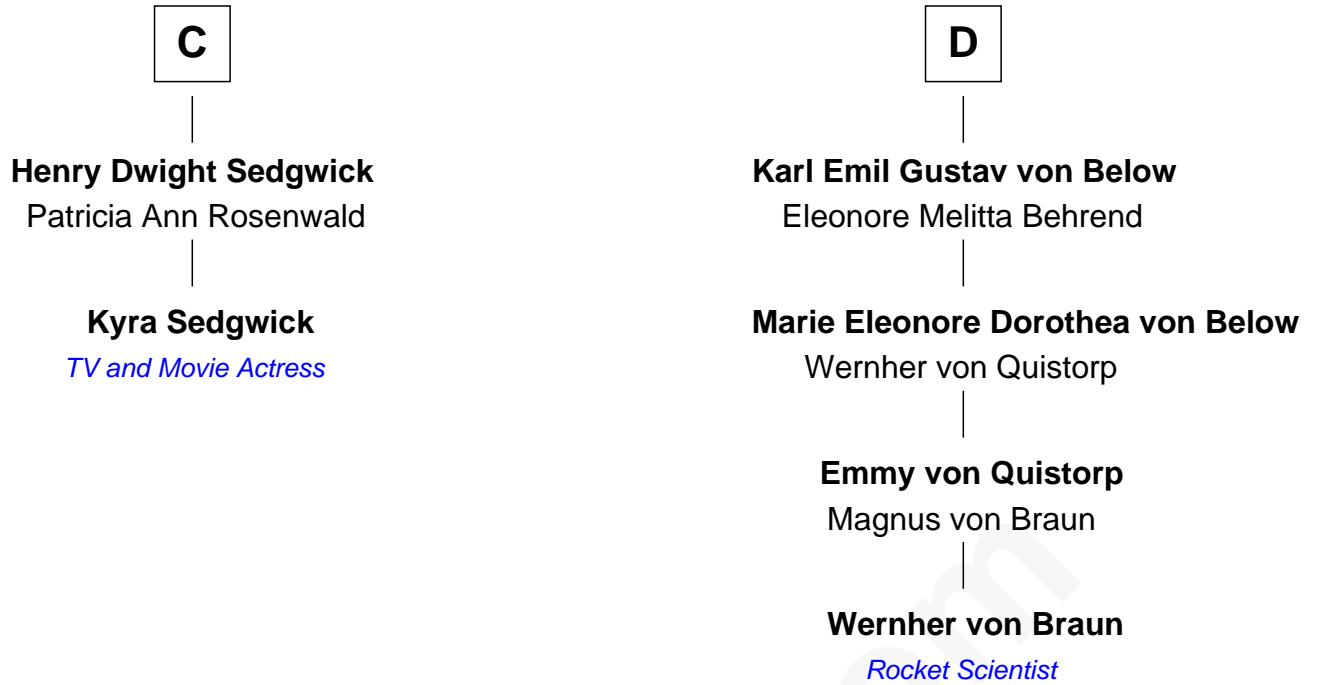 C
Henry Dwight Sedgwick
Patricia Ann Rosenwald
Kyra Sedgwick
TV and Movie Actress
D
Karl Emil Gustav von Below
Eleonore Melitta Behrend
Marie Eleonore Dorothea von Below
Wernher von Quistorp
Emmy von Quistorp
Magnus von Braun
Wernher von Braun
Rocket Scientist